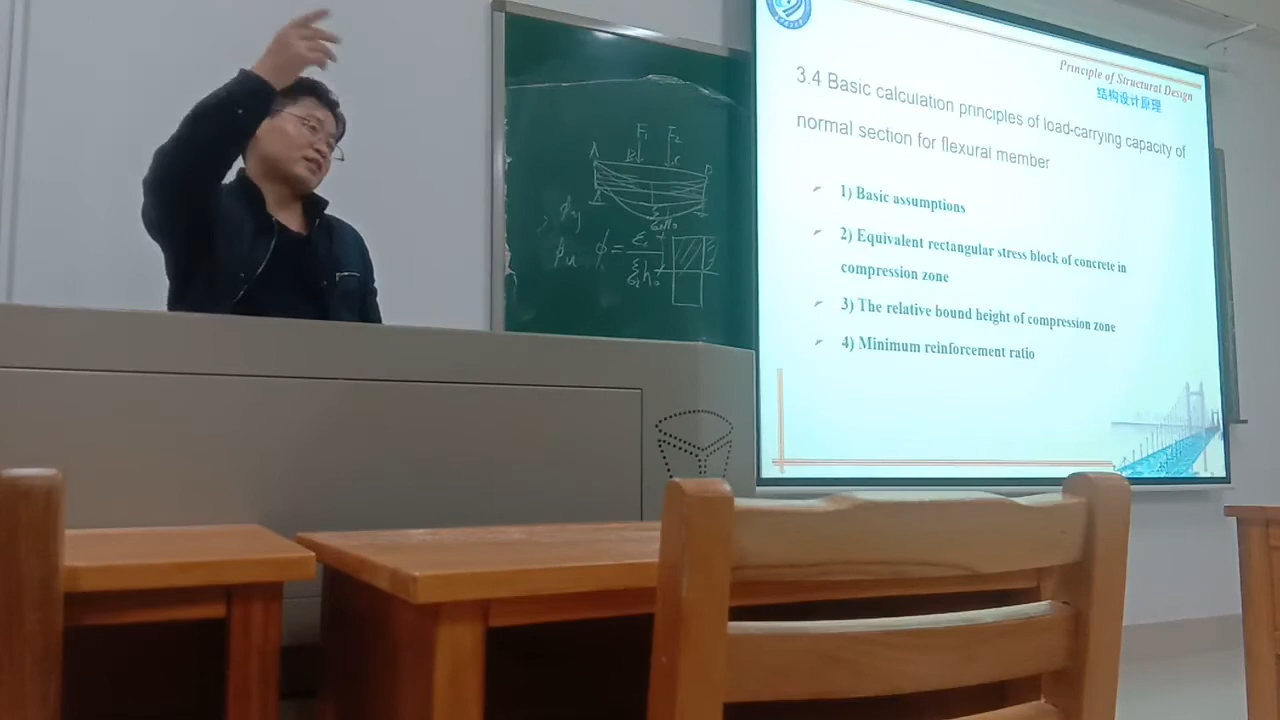 Principle of Structural Design
结构设计原理
3.4 Basic calculation principles of load-carrying capacity of
normal section for flexural member
1) Basic assumptions
2) Equivalent rectangular stress block of concrete in
compression zone
3) The relative bound height of compression zone
4) Minimum reinforcement ratio
F₁ F₂
A B C D
ϕy
ϕu